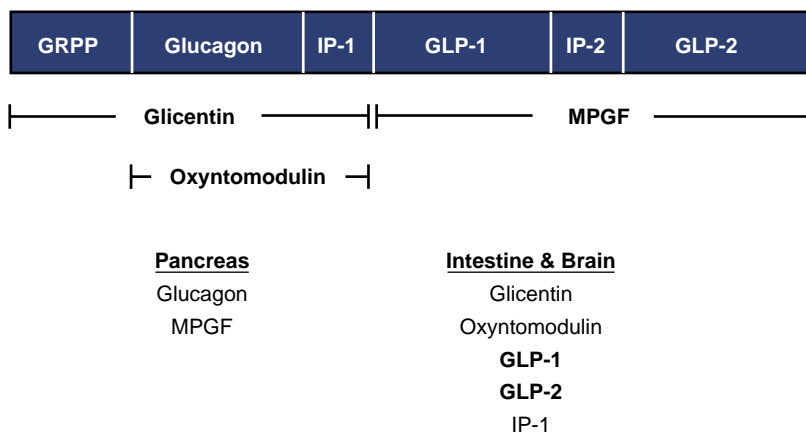 GRPP Glucagon IP-1 GLP-1 IP-2 GLP-2
Glicentin MPGF
Oxyntomodulin
Pancreas Intestine & Brain
Glucagon Glicentin
MPGF Oxyntomodulin
GLP-1
GLP-2
IP-1